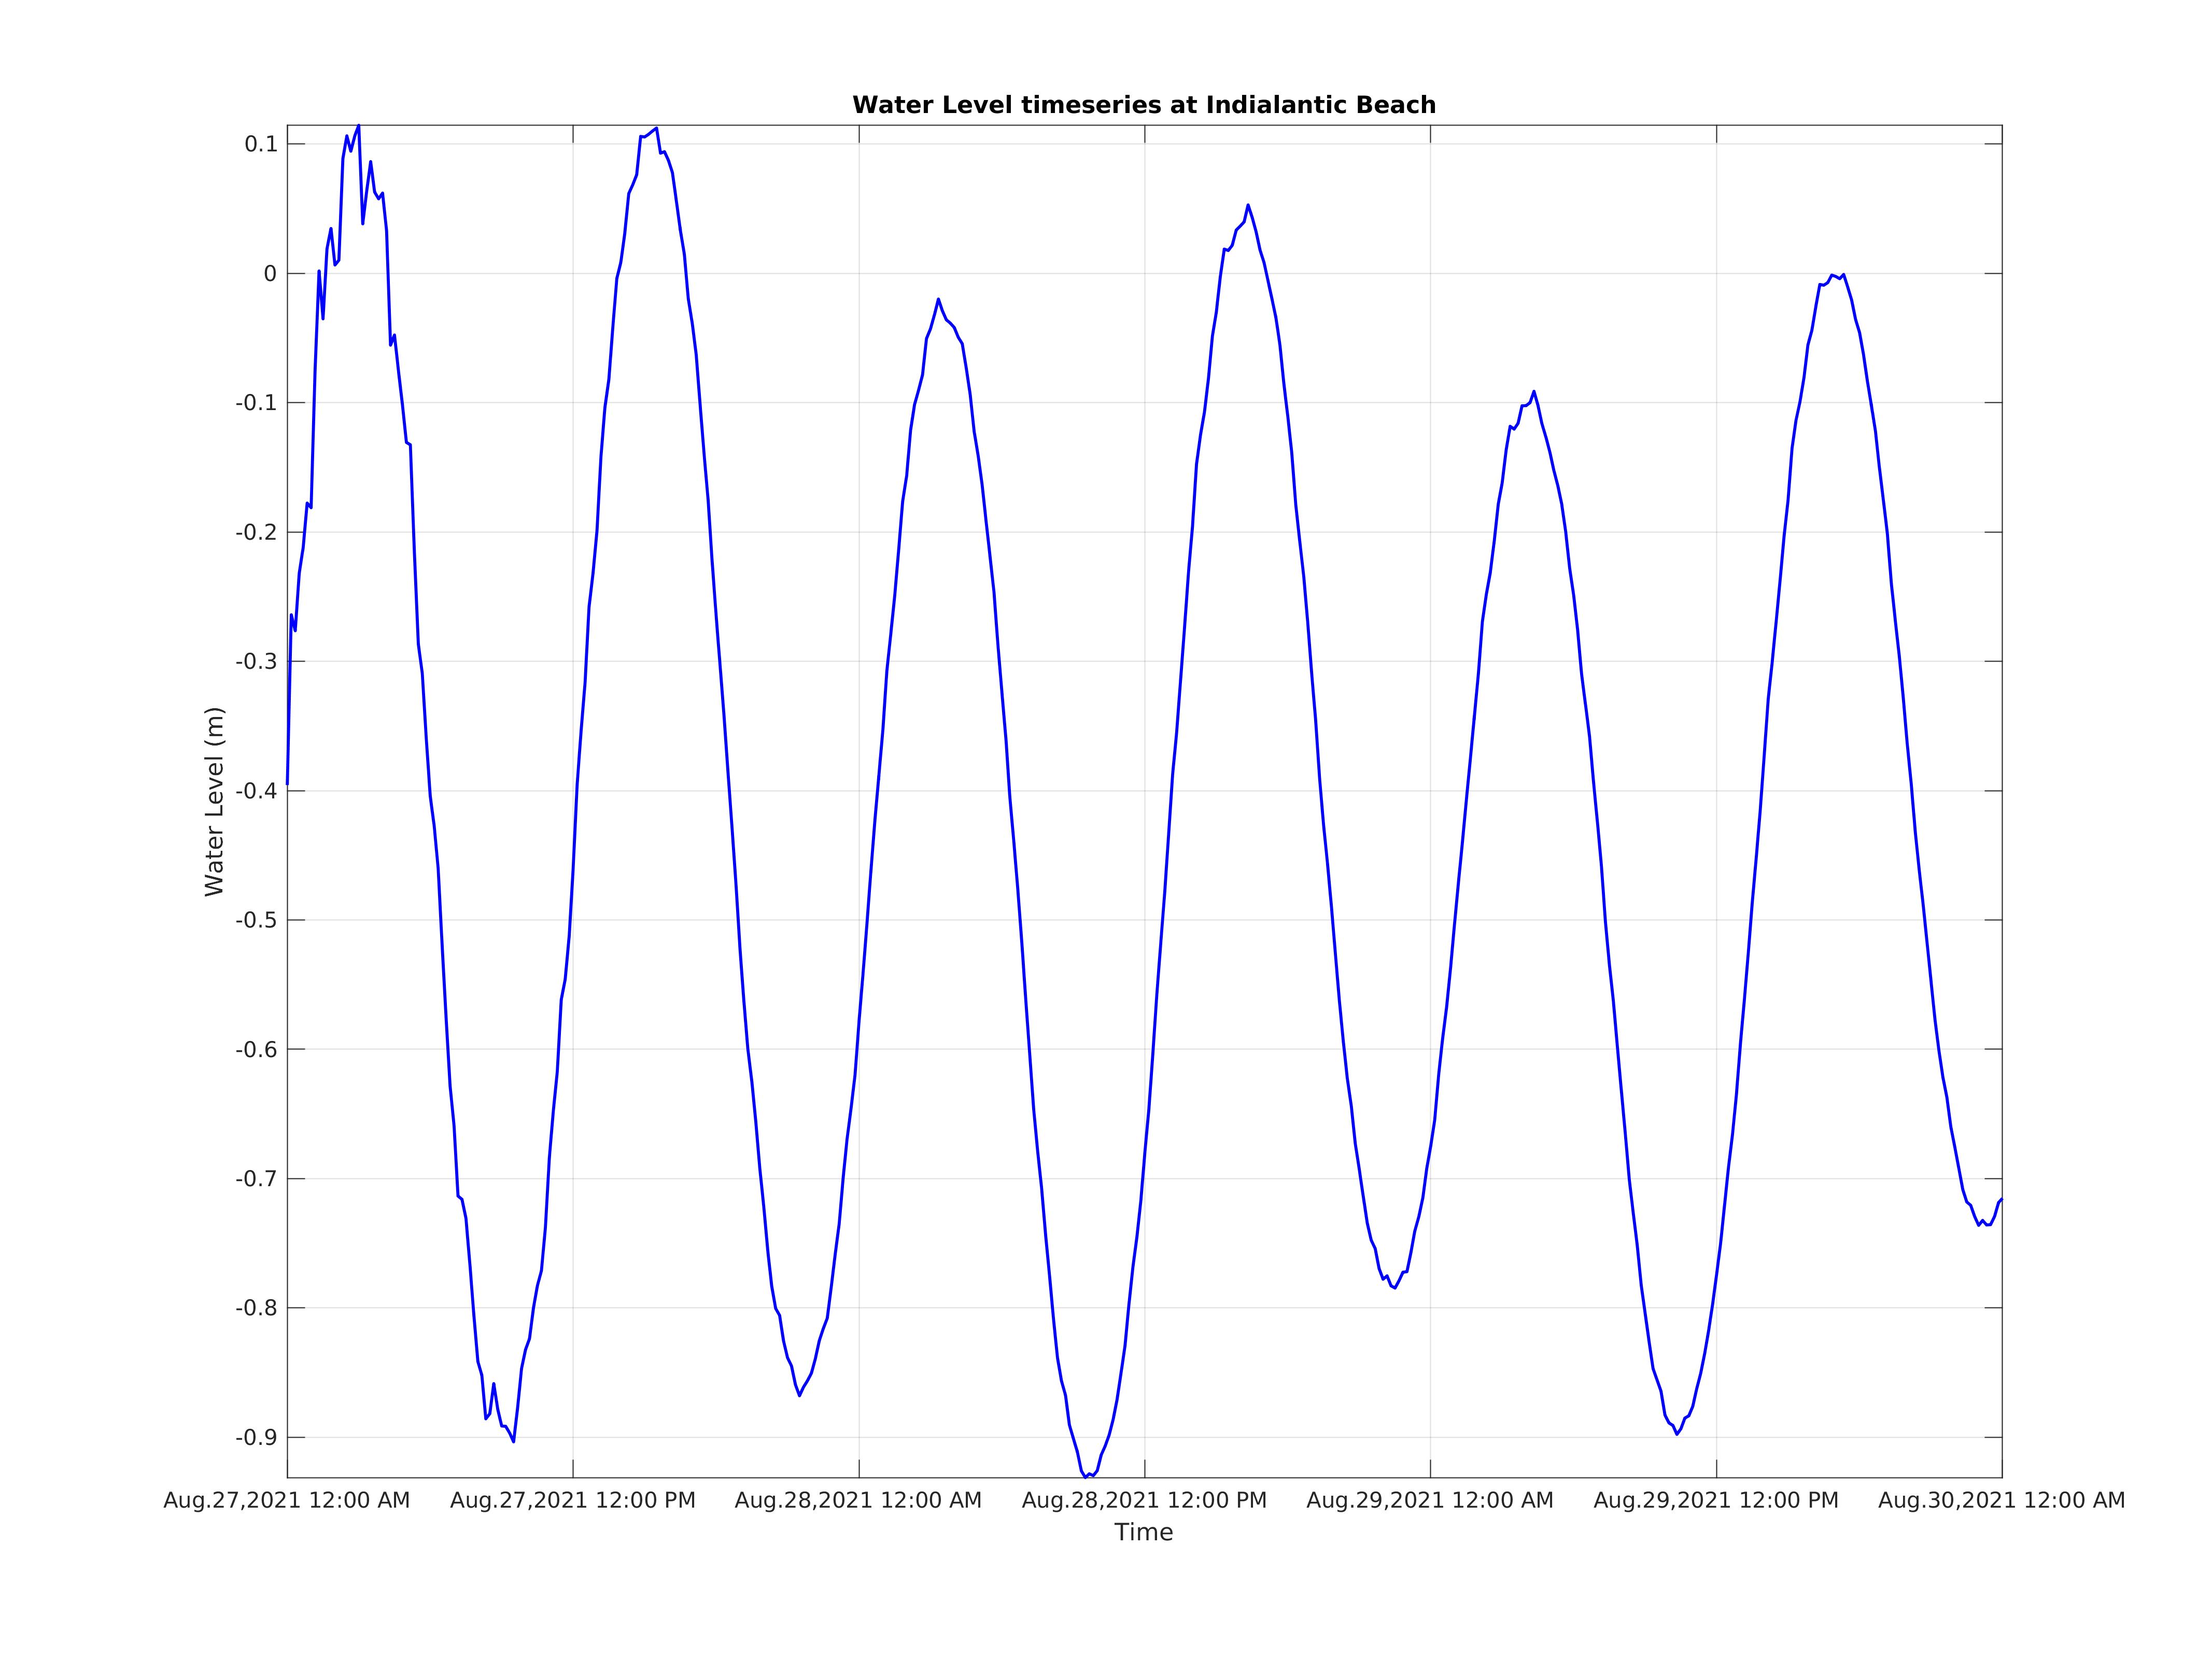 Water Level timeseries at Indialantic Beach
0.1
0
-0.1
-0.2
-0.3
-0.4
-0.5
-0.6
-0.7
-0.8
-0.9
Water Level (m)
Aug.27,2021 12:00 AM Aug.27,2021 12:00 PM Aug.28,2021 12:00 AM Aug.28,2021 12:00 PM Aug.29,2021 12:00 AM Aug.29,2021 12:00 PM Aug.30,2021 12:00 AM
Time